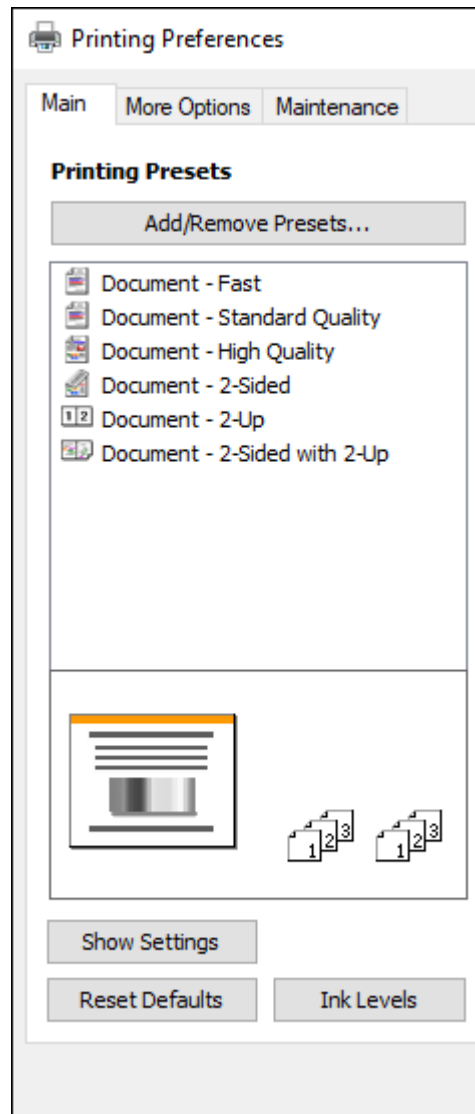 Printing Preferences
Main More Options Maintenance
Printing Presets
Add/Remove Presets...
Document - Fast
Document - Standard Quality
Document - High Quality
Document - 2-Sided
1 2 Document - 2-Up
Document - 2-Sided with 2-Up
1 2 3 1 2 3
Show Settings
Reset Defaults Ink Levels